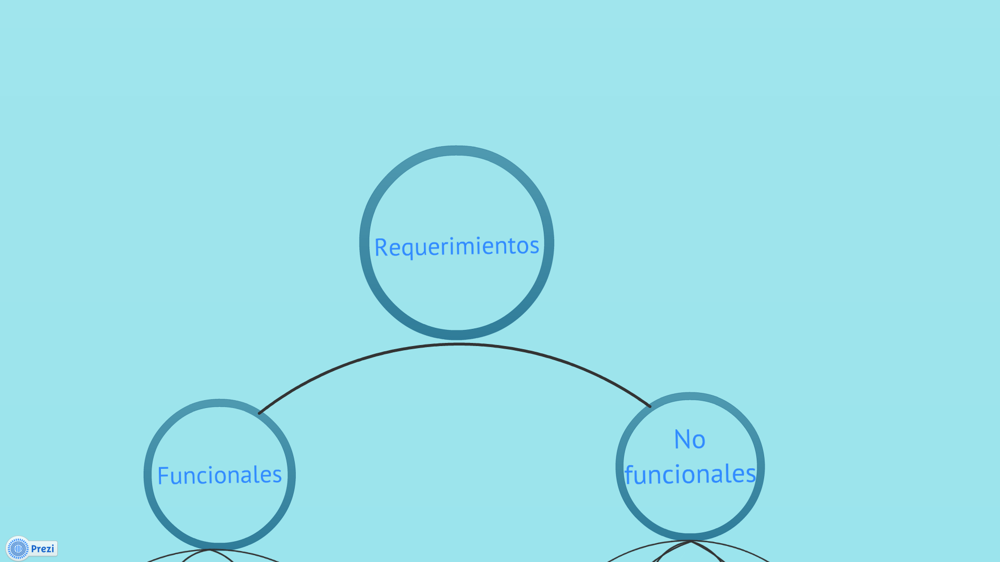 Requerimientos
Funcionales
No
funcionales
Prezi